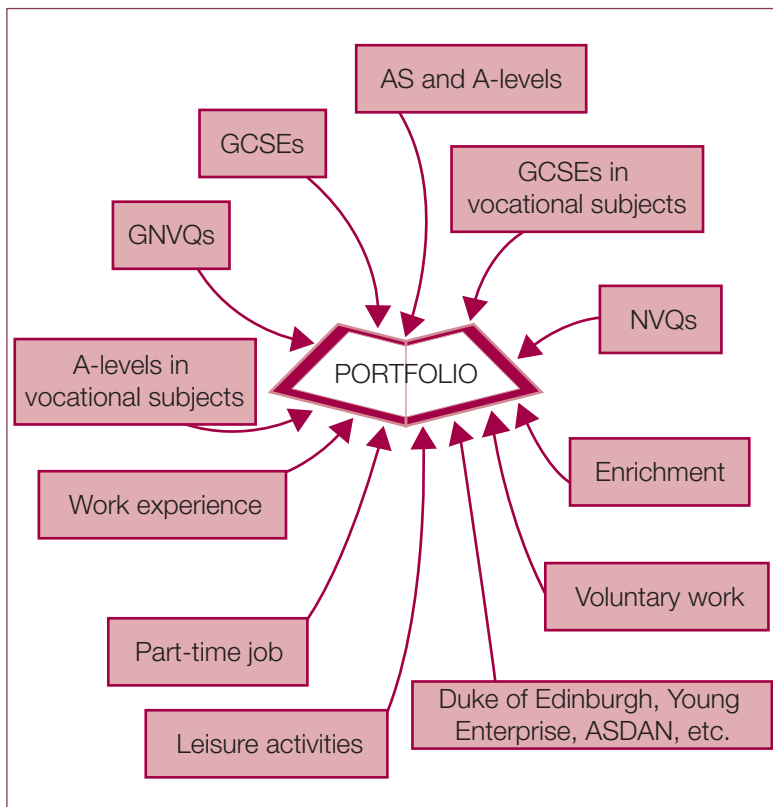 AS and A-levels
GCSEs
GCSEs in
vocational subjects
GNVQs
NVQs
A-levels in
vocational subjects
PORTFOLIO
Work experience
Enrichment
Voluntary work
Part-time job
Duke of Edinburgh, Young
Enterprise, ASDAN, etc.
Leisure activities